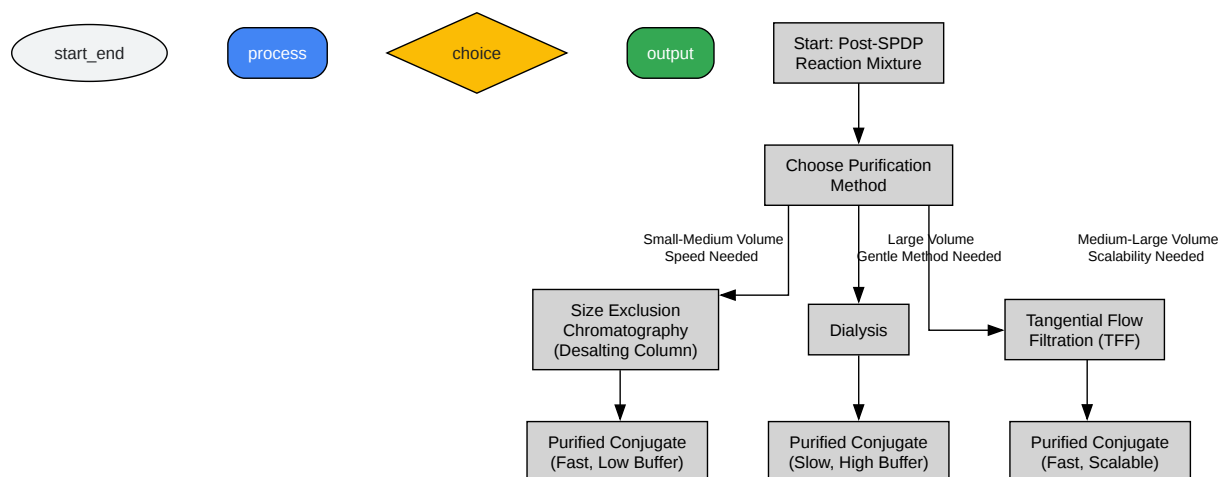 start_end
process
choice
output
Start: Post-SPDP
Reaction Mixture
Choose Purification
Method
Small-Medium Volume
Speed Needed
Large Volume
Gentle Method Needed
Medium-Large Volume
Scalability Needed
Size Exclusion
Chromatography
(Desalting Column)
Dialysis
Tangential Flow
Filtration (TFF)
Purified Conjugate
(Fast, Low Buffer)
Purified Conjugate
(Slow, High Buffer)
Purified Conjugate
(Fast, Scalable)